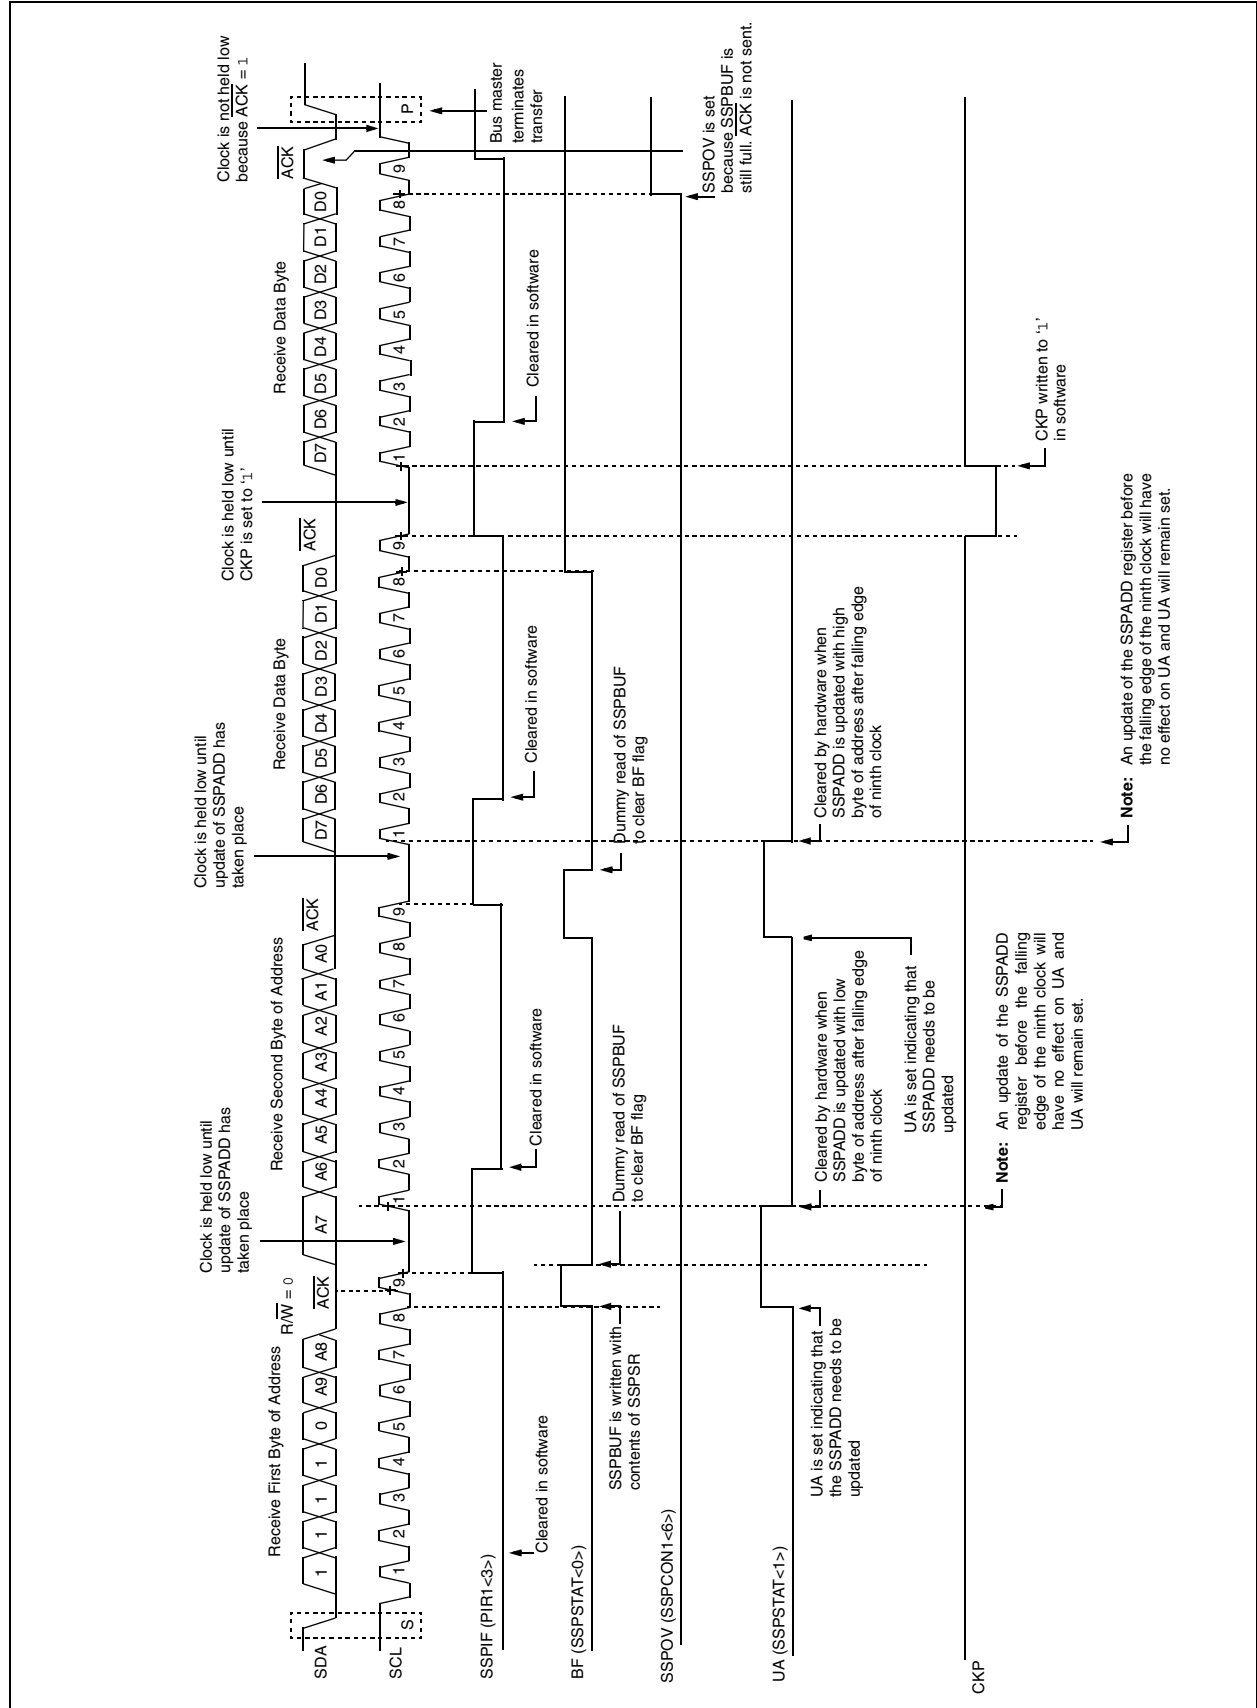 Clock is held low until
update of SSPADD has
taken place
Clock is held low until
update of SSPADD has
taken place
Clock is held low until
CKP is set to ‘1’
Clock is not held low
because ACK = 1
R/W = 0
Receive First Byte of Address
ACK
Receive Second Byte of Address
ACK
Receive Data Byte
ACK
Receive Data Byte
ACK
SDA
1 1 1 1 0 A9 A8
A7 A6 A5 A4 A3 A2 A1 A0
D7 D6 D5 D4 D3 D2 D1 D0
D7 D6 D5 D4 D3 D2 D1 D0
SCL
S
1 2 3 4 5 6 7 8 9
1 2 3 4 5 6 7 8 9
1 2 3 4 5 6 7 8 9
1 2 3 4 5 6 7 8 9
P
Bus master
terminates
transfer
SSPIF (PIR1<3>)
Cleared in software
Cleared in software
Cleared in software
Cleared in software
BF (SSPSTAT<0>)
SSPBUF is written with
contents of SSPSR
Dummy read of SSPBUF
to clear BF flag
Dummy read of SSPBUF
to clear BF flag
SSPOV (SSPCON1<6>)
SSPOV is set
because SSPBUF is
still full. ACK is not sent.
UA (SSPSTAT<1>)
UA is set indicating that
the SSPADD needs to be
updated
Cleared by hardware when
SSPADD is updated with low
byte of address after falling edge
of ninth clock
UA is set indicating that
SSPADD needs to be
updated
Cleared by hardware when
SSPADD is updated with high
byte of address after falling edge
of ninth clock
CKP
CKP written to ‘1’
in software
Note: An update of the SSPADD
register before the falling
edge of the ninth clock will
have no effect on UA and
UA will remain set.
Note: An update of the SSPADD register before
the falling edge of the ninth clock will have
no effect on UA and UA will remain set.